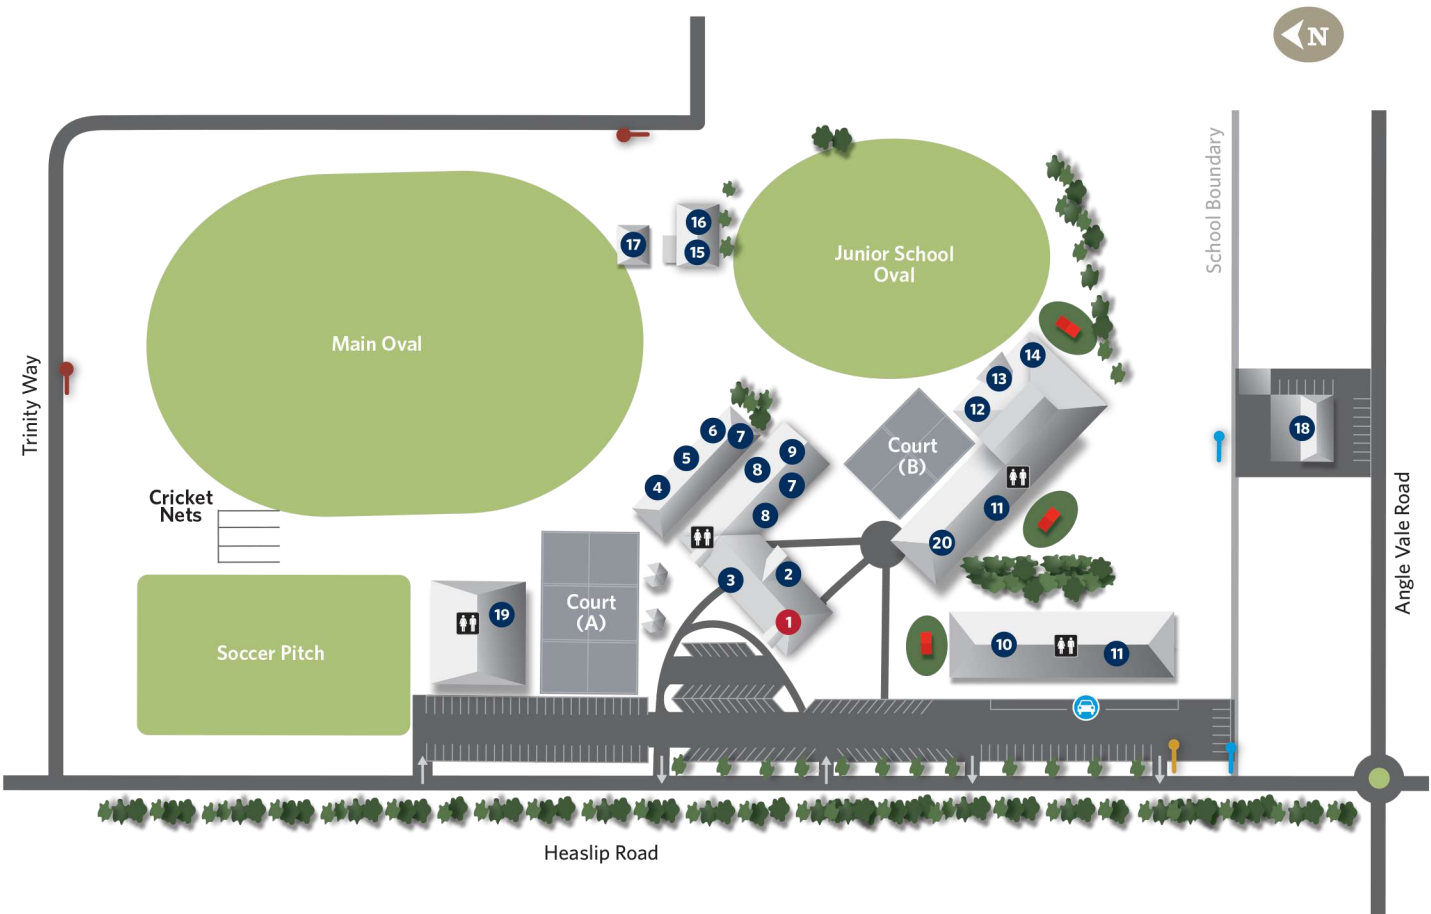 N
School Boundary
16
17
15
Junior School
Oval
Main Oval
14
13
12
Trinity Way
6
7
5
9
8
4
7
8
Court
(B)
18
Cricket
Nets
11
20
Angle Vale Road
3
2
1
19
Court
(A)
Soccer Pitch
10
11
Heaslip Road